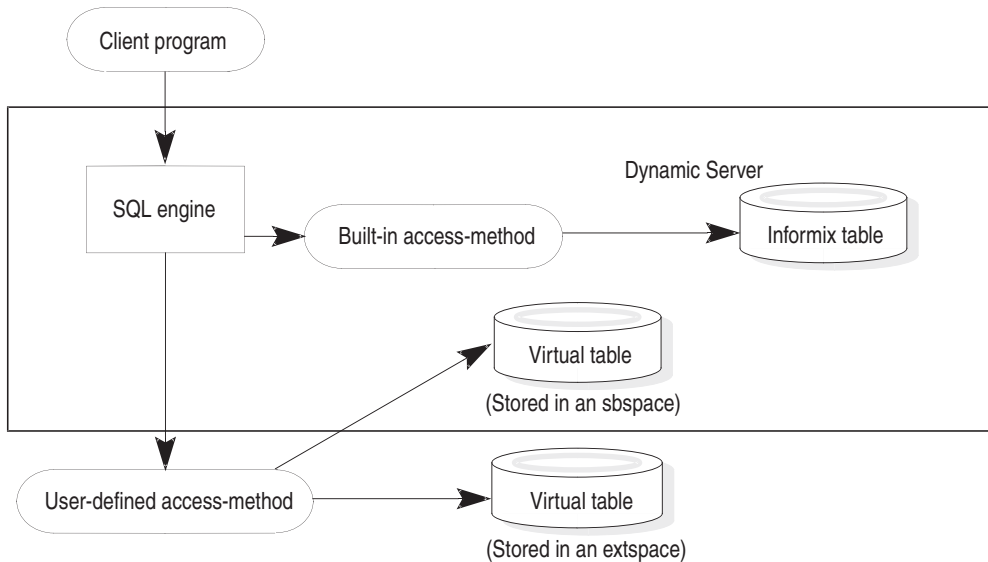 Client program
Dynamic Server
SQL engine
Built-in access-method
Informix table
Virtual table
(Stored in an sbspace)
User-defined access-method
Virtual table
(Stored in an extspace)